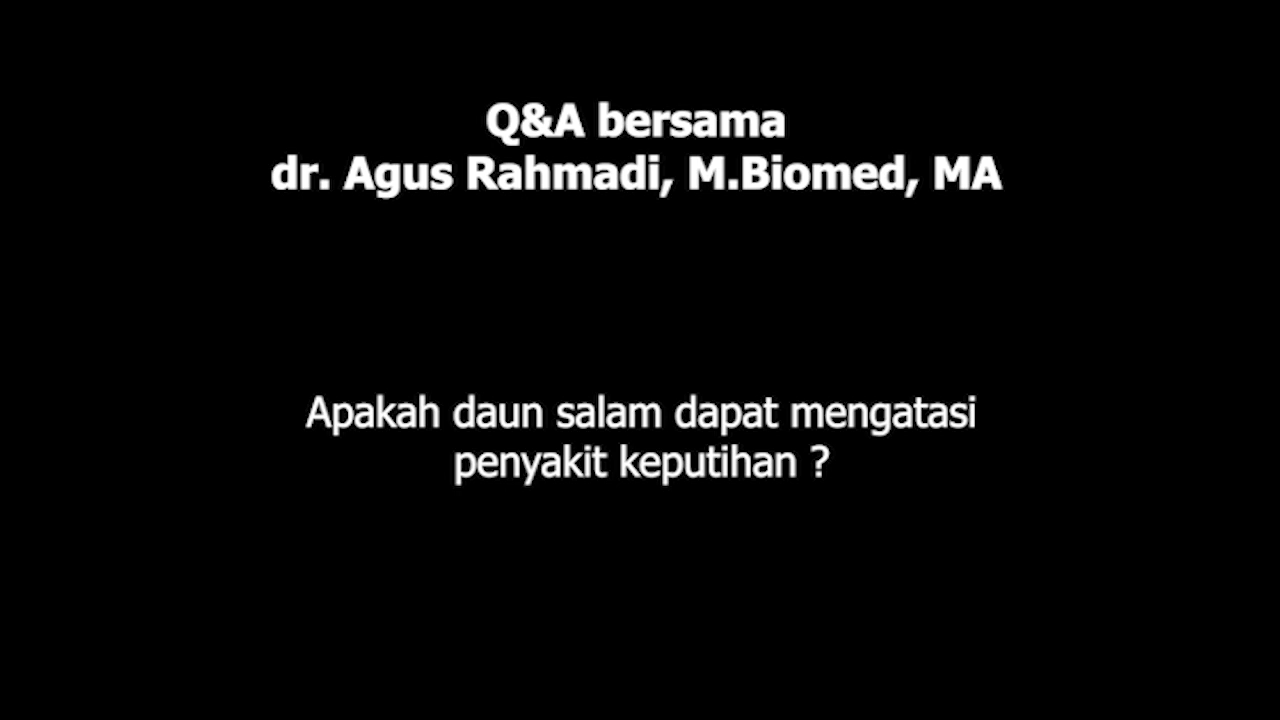 Q&A bersama
dr. Agus Rahmadi, M.Biomed, MA
Apakah daun salam dapat mengatasi
penyakit keputihan ?